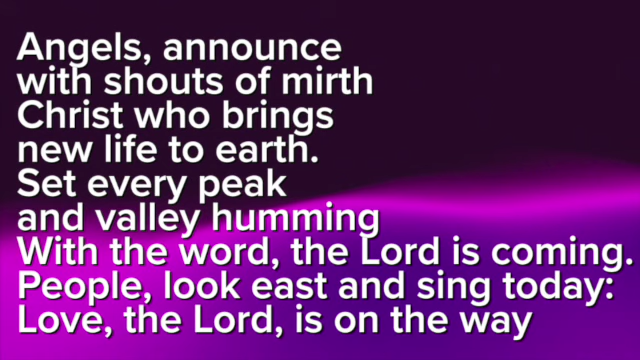 Angels, announce
with shouts of mirth
Christ who brings
new life to earth.
Set every peak
and valley humming
With the word, the Lord is coming.
People, look east and sing today:
Love, the Lord, is on the way